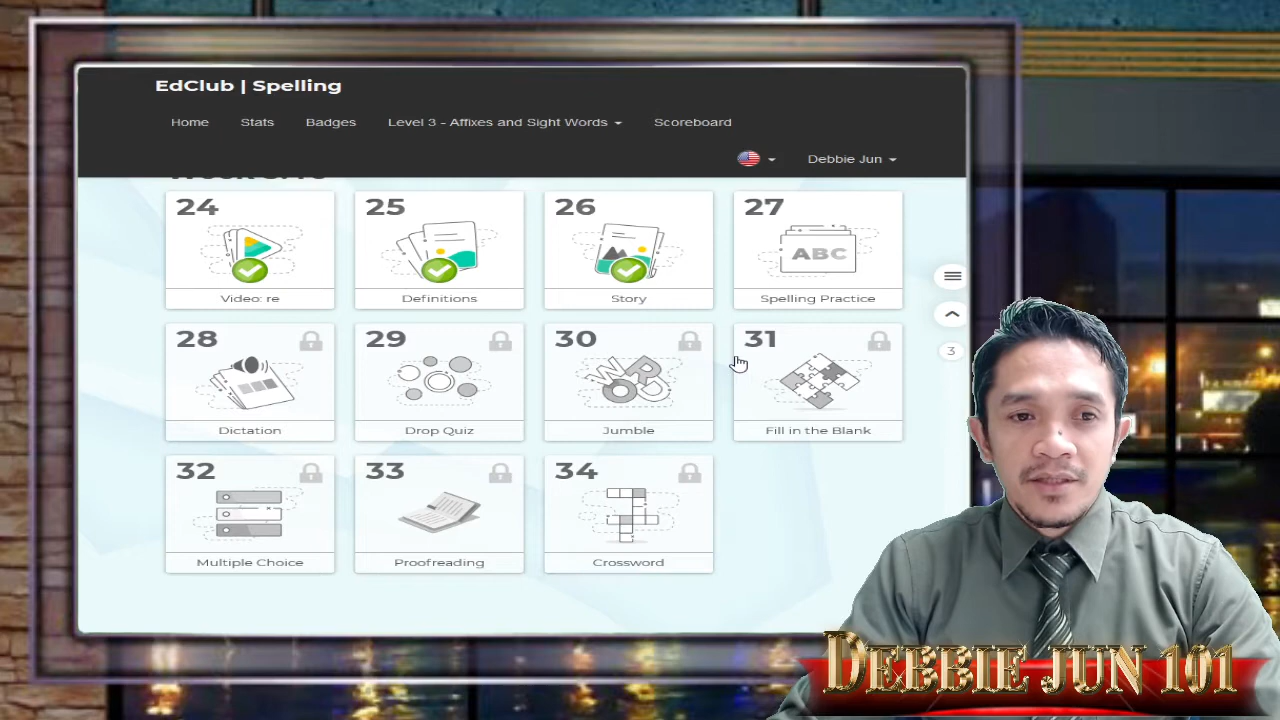 EdClub | Spelling
Home Stats Badges Level 3 - Affixes and Sight Words Scoreboard
Debbie Jun
24 25 26 27
Video: re Definitions Story Spelling Practice
ABC
28 29 30 31
WORD
Dictation Drop Quiz Jumble Fill in the Blank
3
32 33 34
Multiple Choice Proofreading Crossword
DEBBIE JUN 101